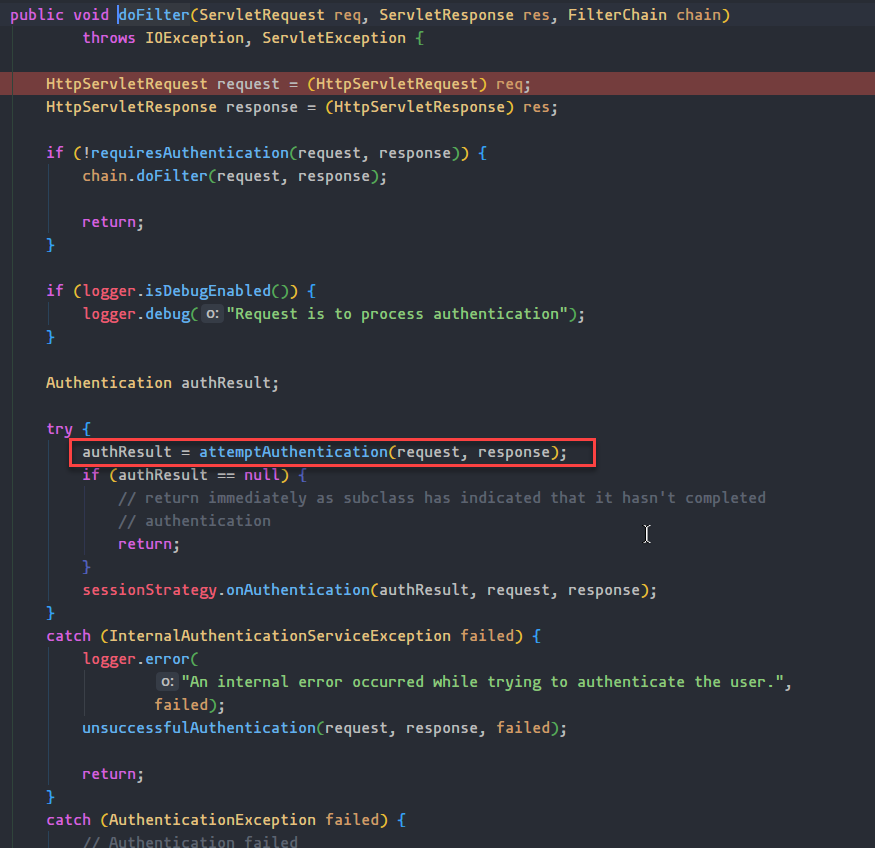 public void doFilter(ServletRequest req, ServletResponse res, FilterChain chain)
        throws IOException, ServletException {

    HttpServletRequest request = (HttpServletRequest) req;
    HttpServletResponse response = (HttpServletResponse) res;

    if (!requiresAuthentication(request, response)) {
        chain.doFilter(request, response);

        return;
    }

    if (logger.isDebugEnabled()) {
        logger.debug( o: "Request is to process authentication");
    }

    Authentication authResult;

    try {
        authResult = attemptAuthentication(request, response);
        if (authResult == null) {
            // return immediately as subclass has indicated that it hasn't completed
            // authentication
            return;
        }
        sessionStrategy.onAuthentication(authResult, request, response);
    }
    catch (InternalAuthenticationServiceException failed) {
        logger.error(
                o: "An internal error occurred while trying to authenticate the user.",
                failed);
        unsuccessfulAuthentication(request, response, failed);

        return;
    }
    catch (AuthenticationException failed) {
        // Authentication failed